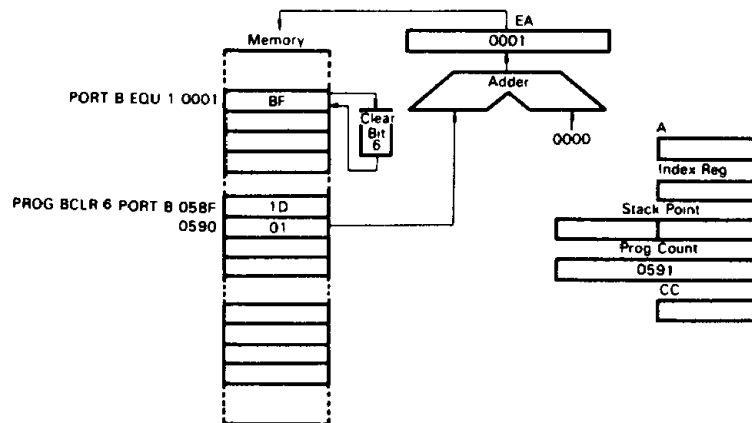 EA
0001
Memory
Adder
PORT B EQU 1 0001
BF
Clear
Bit
6
0000
A
Index Reg
PROG BCLR 6 PORT B 058F
1D
0590
01
Stack Point
Prog Count
0591
CC